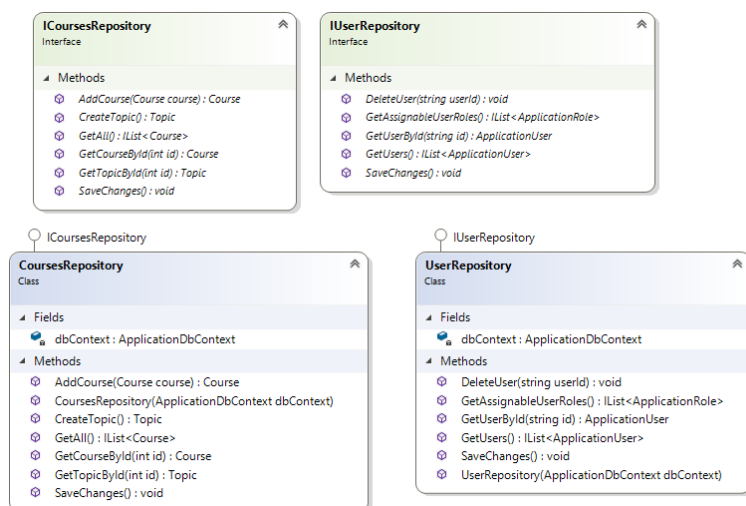 ICoursesRepository
Interface
Methods
AddCourse(Course course) : Course
CreateTopic() : Topic
GetAll() : IList<Course>
GetCourseById(int id) : Course
GetTopicById(int id) : Topic
SaveChanges() : void
IUserRepository
Interface
Methods
DeleteUser(string userId) : void
GetAssignableUserRoles() : IList<ApplicationRole>
GetUserById(string id) : ApplicationUser
GetUsers() : IList<ApplicationUser>
SaveChanges() : void
ICoursesRepository
CoursesRepository
Class
Fields
dbContext : ApplicationDbContext
Methods
AddCourse(Course course) : Course
CoursesRepository(ApplicationDbContext dbContext)
CreateTopic() : Topic
GetAll() : IList<Course>
GetCourseById(int id) : Course
GetTopicById(int id) : Topic
SaveChanges() : void
IUserRepository
UserRepository
Class
Fields
dbContext : ApplicationDbContext
Methods
DeleteUser(string userId) : void
GetAssignableUserRoles() : IList<ApplicationRole>
GetUserById(string id) : ApplicationUser
GetUsers() : IList<ApplicationUser>
SaveChanges() : void
UserRepository(ApplicationDbContext dbContext)